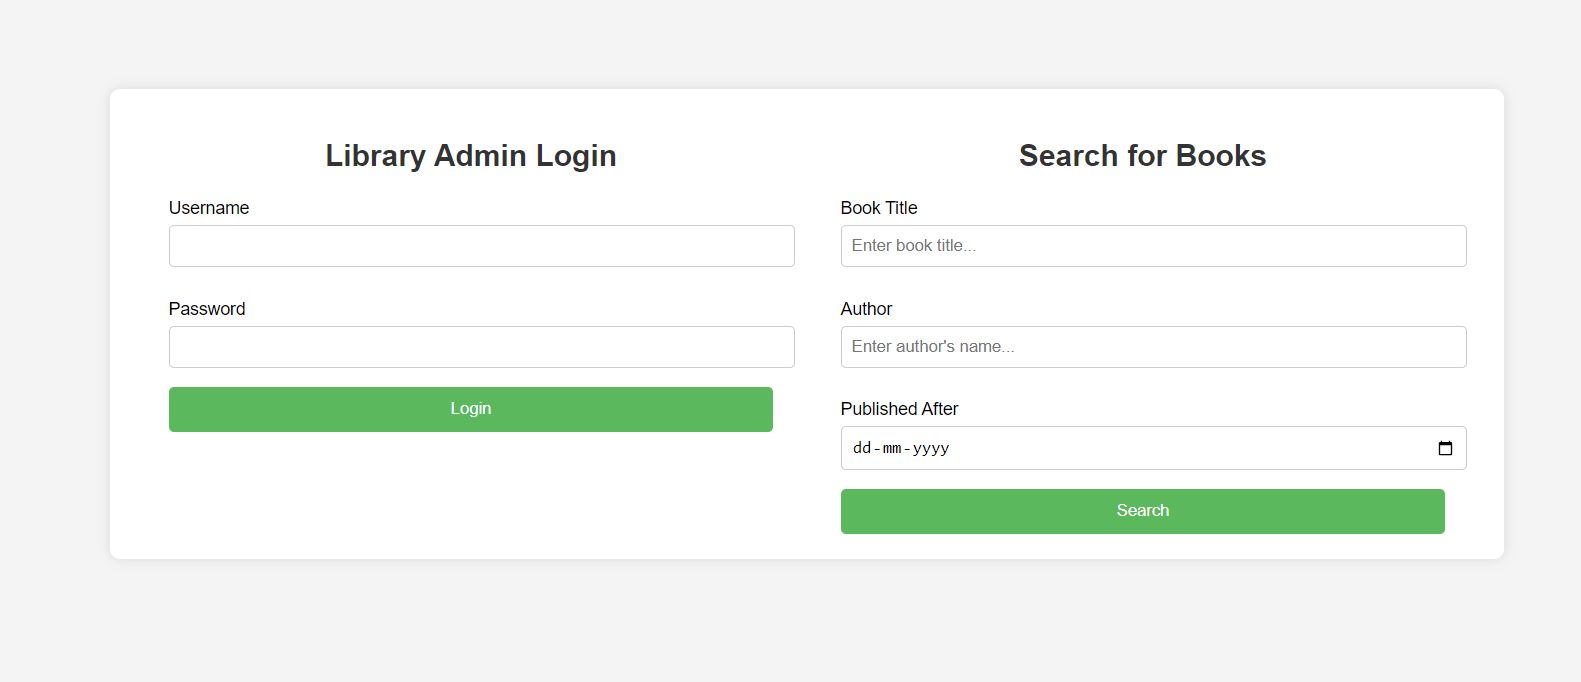 Library Admin Login
Username
Password
Login
Search for Books
Book Title
Enter book title...
Author
Enter author's name...
Published After
dd-mm-yyyy
Search